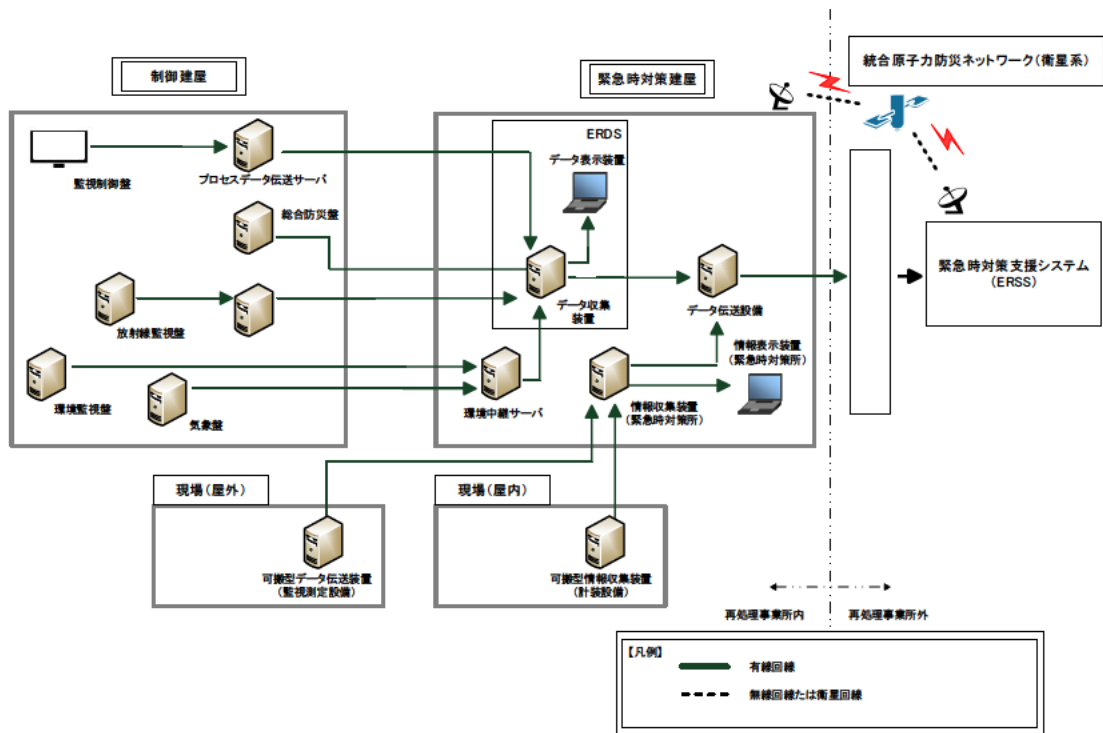 制御建屋
緊急時対策建屋
統合原子力防災ネットワーク(衛星系)
ERDS
データ表示装置
監視制御盤
プロセスデータ伝送サーバ
総合防災盤
データ収集
装置
データ伝送設備
緊急時対策支援システム
(ERSS)
放射線監視盤
情報表示装置
(緊急時対策所)
環境監視盤
気象盤
環境中継サーバ
情報収集装置
(緊急時対策所)
現場(屋外)
現場(屋内)
可搬型データ伝送装置
(監視測定設備)
可搬型情報収集装置
(計装設備)
再処理事業所内
再処理事業所外
【凡例】
有線回線
無線回線たは衛星回線